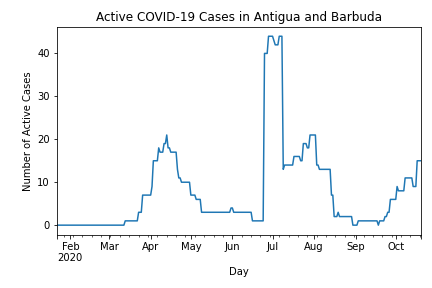 Active COVID-19 Cases in Antigua and Barbuda
Number of Active Cases
40
30
20
10
0
Feb Mar Apr May Jun Jul Aug Sep Oct
2020
Day